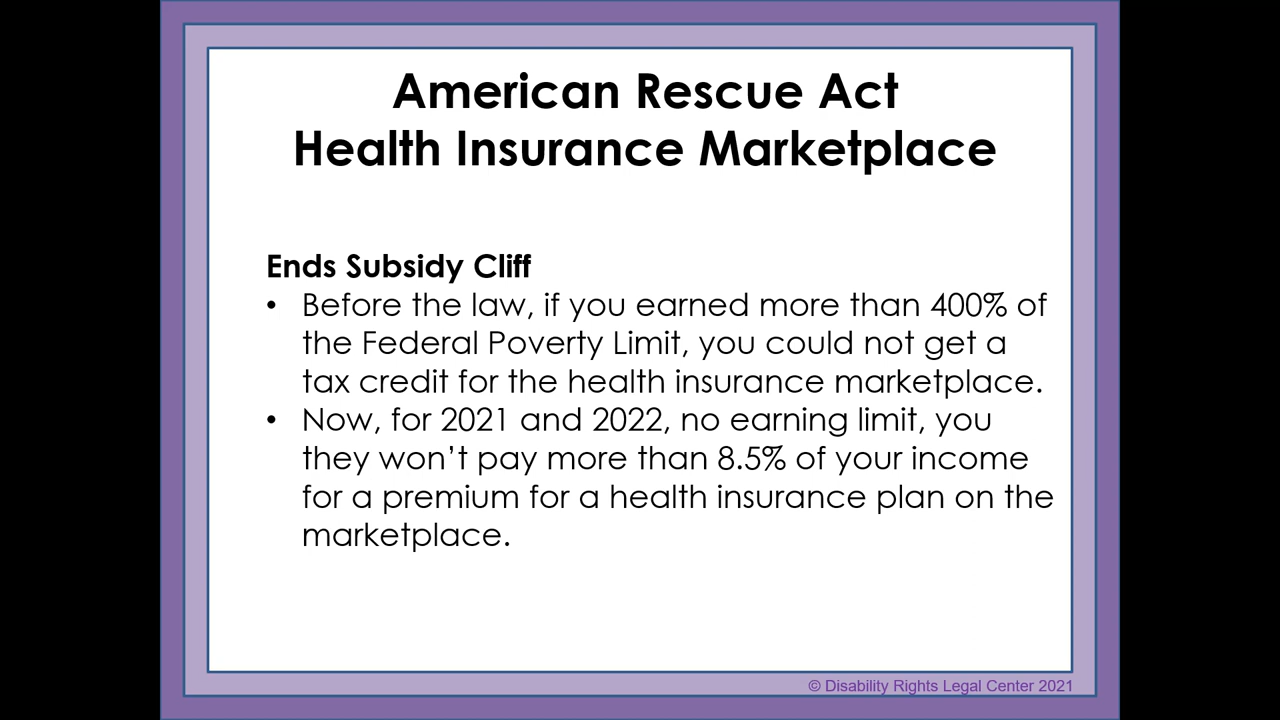 American Rescue Act
Health Insurance Marketplace
Ends Subsidy Cliff
• Before the law, if you earned more than 400% of
the Federal Poverty Limit, you could not get a
tax credit for the health insurance marketplace.
• Now, for 2021 and 2022, no earning limit, you
they won’t pay more than 8.5% of your income
for a premium for a health insurance plan on the
marketplace.
© Disability Rights Legal Center 2021